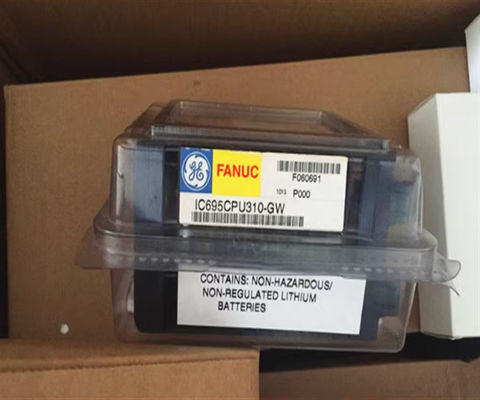 GE FANUC F060691
1013 P000
IC695CPU310-GW
CONTAINS: NON-HAZARDOUS/
NON-REGULATED LITHIUM
BATTERIES